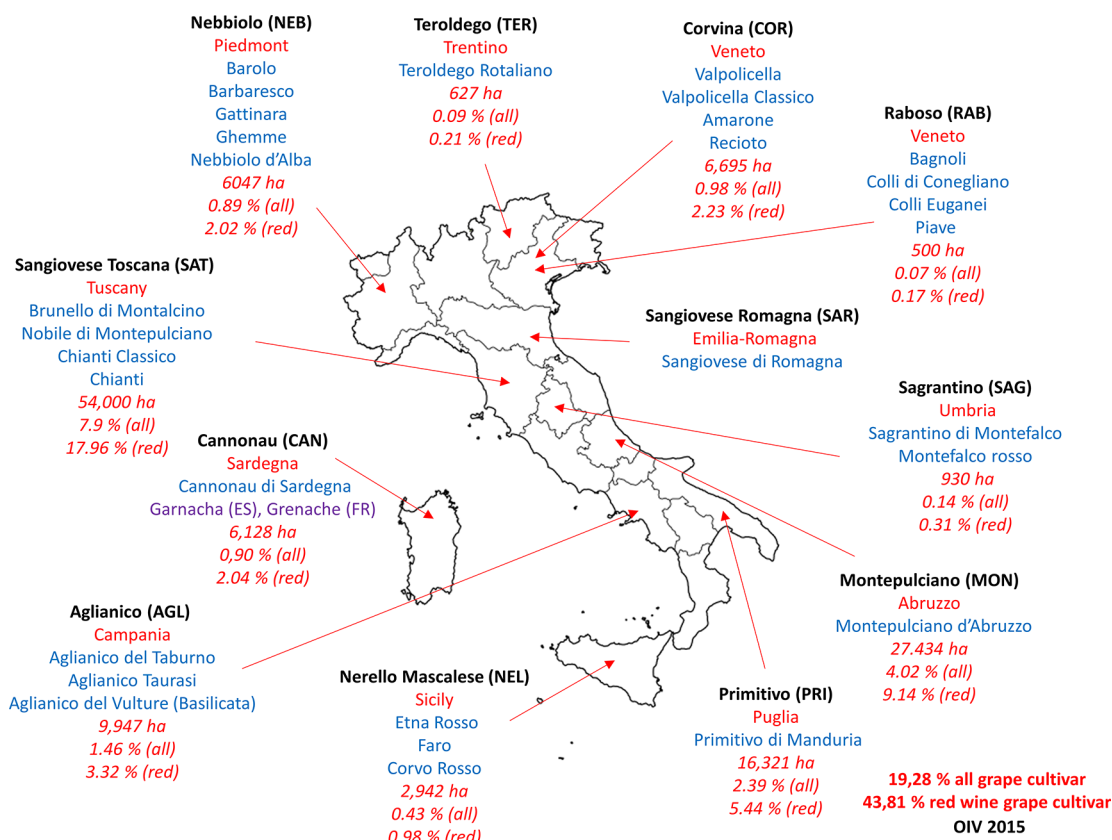 Nebbiolo (NEB)
Piedmont
Barolo
Barbaresco
Gattinara
Ghemme
Nebbiolo d’Alba
6047 ha
0.89 % (all)
2.02 % (red)
Teroldego (TER)
Trentino
Teroldego Rotaliano
627 ha
0.09 % (all)
0.21 % (red)
Corvina (COR)
Veneto
Valpolicella
Valpolicella Classico
Amarone
Recioto
6,695 ha
0.98 % (all)
2.23 % (red)
Raboso (RAB)
Veneto
Bagnoli
Colli di Conegliano
Colli Euganei
Piave
500 ha
0.07 % (all)
0.17 % (red)
Sangiovese Toscana (SAT)
Tuscany
Brunello di Montalcino
Nobile di Montepulciano
Chianti Classico
Chianti
54,000 ha
7.9 % (all)
17.96 % (red)
Sangiovese Romagna (SAR)
Emilia-Romagna
Sangiovese di Romagna
Sagrantino (SAG)
Umbria
Sagrantino di Montefalco
Montefalco rosso
930 ha
0.14 % (all)
0.31 % (red)
Cannonau (CAN)
Sardegna
Cannonau di Sardegna
Garnacha (ES), Grenache (FR)
6,128 ha
0,90 % (all)
2.04 % (red)
Montepulciano (MON)
Abruzzo
Montepulciano d’Abruzzo
27.434 ha
4.02 % (all)
9.14 % (red)
Aglianico (AGL)
Campania
Aglianico del Taburno
Aglianico Taurasi
Aglianico del Vulture (Basilicata)
9,947 ha
1.46 % (all)
3.32 % (red)
Nerello Mascalese (NEL)
Sicily
Etna Rosso
Faro
Corvo Rosso
2,942 ha
0.43 % (all)
0.98 % (red)
Primitivo (PRI)
Puglia
Primitivo di Manduria
16,321 ha
2.39 % (all)
5.44 % (red)
19,28 % all grape cultivar
43,81 % red wine grape cultivar
OIV 2015